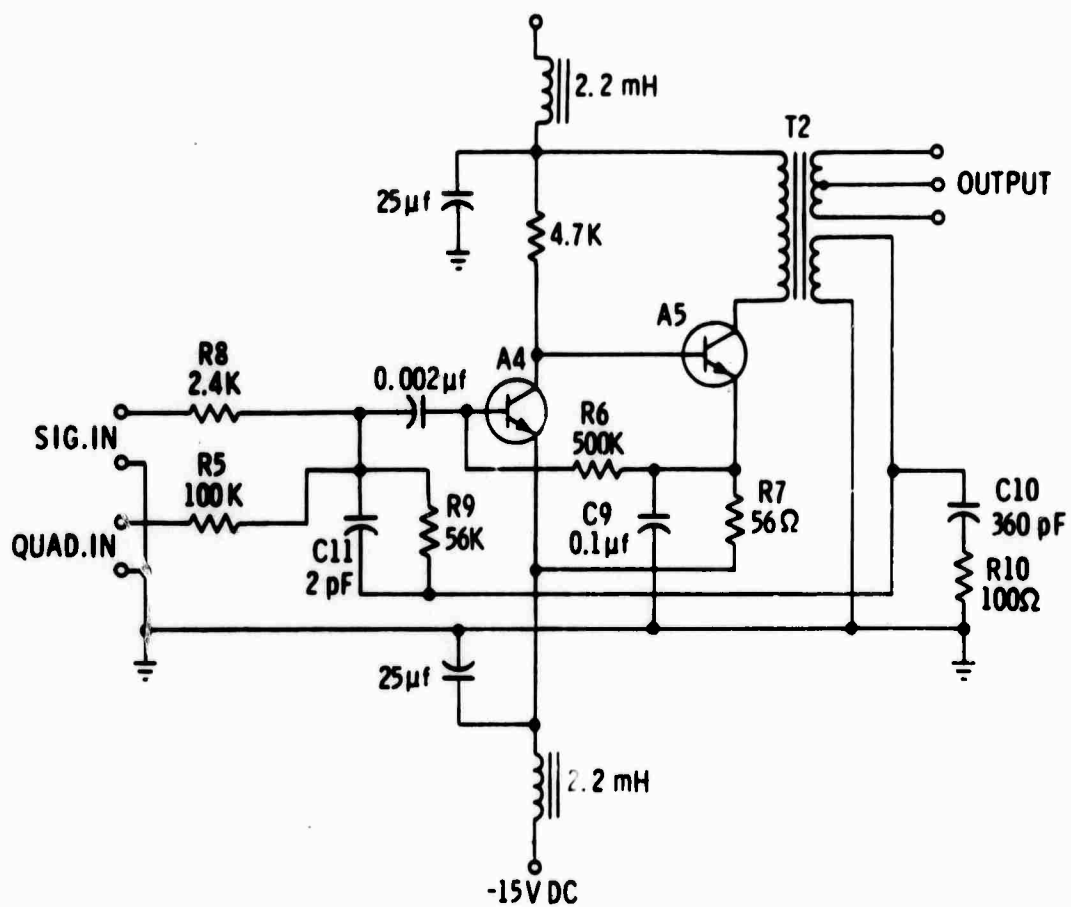 2.2 mH
T2
OUTPUT
25µf
4.7K
A5
A4
R8
2.4K
0.002µf
SIG.IN
R6
500K
R5
100K
R9
56K
C9
0.1µf
R7
56Ω
C10
360 pF
QUAD.IN
C11
2 pF
R10
100Ω
25µf
2.2 mH
-15V DC